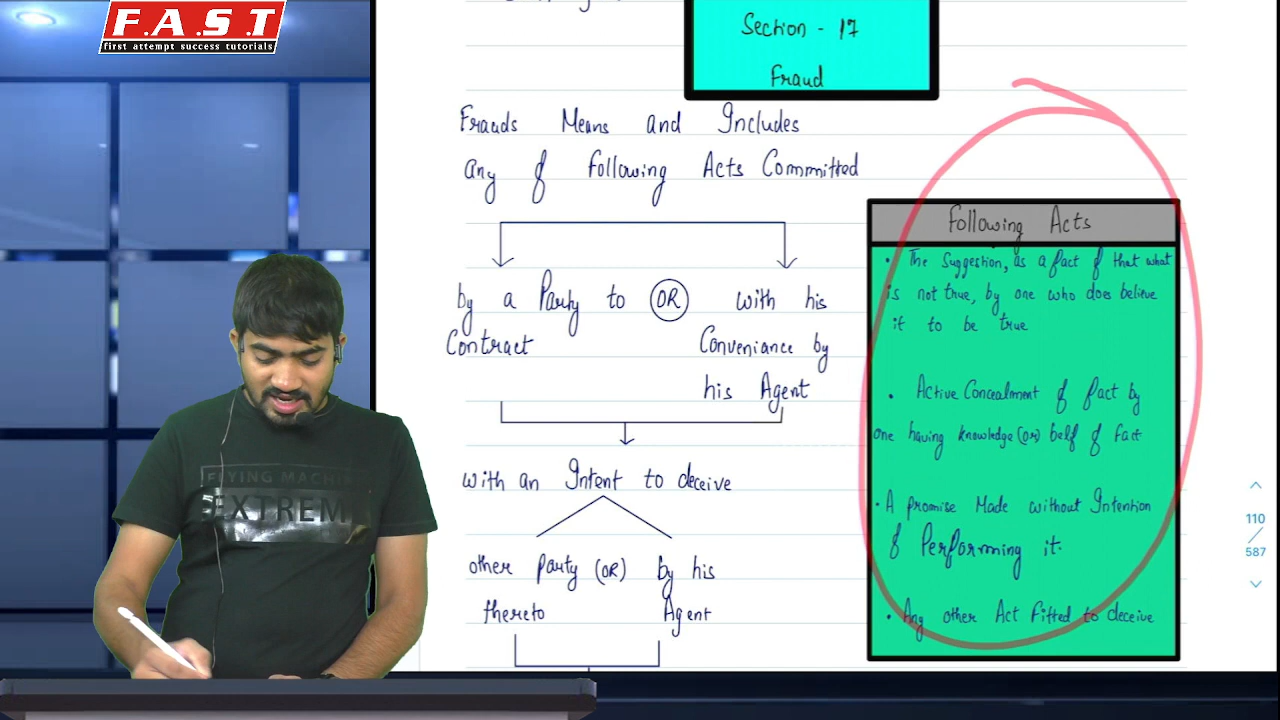 F.A.S.T
first attempt success tutorials
Section - 17
Fraud
Frauds Means and Includes
any of following Acts Committed
by a Party to OR with his
Contract Conveniance by
his Agent
with an Intent to deceive
other party (OR) by his
thereto Agent
Following Acts
• The Suggestion, as a fact of that what
is not true, by one who does believe
it to be true
• Active Concealment of fact by
one having knowledge (or) belf of fact
• A promise Made without Intention
of Performing it.
• Any other Act fitted to deceive
FLYING MACHIN
EXTREM
110
587